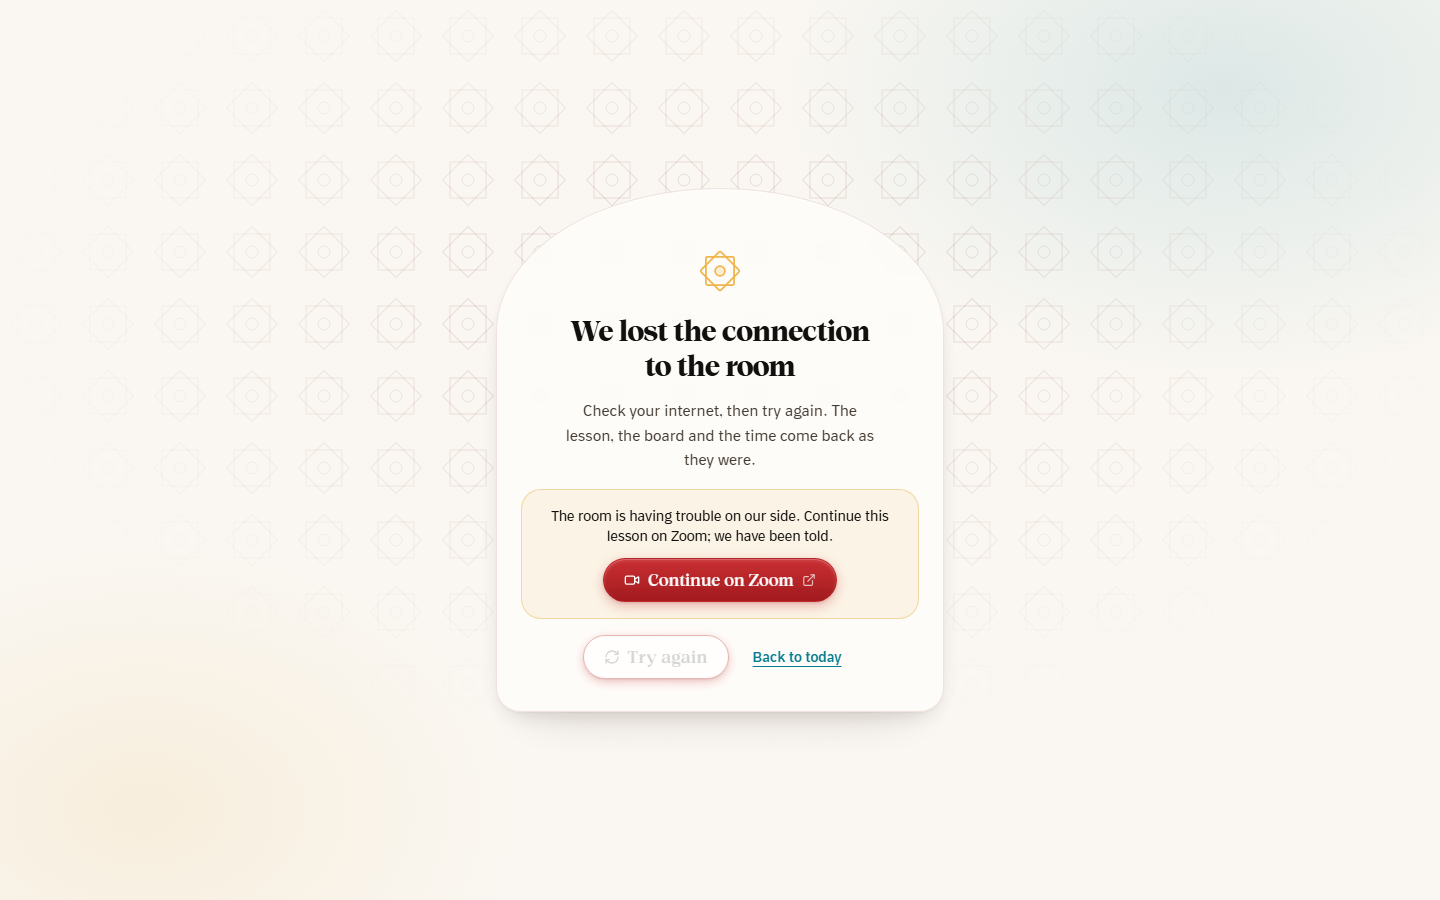 We lost the connection
to the room
Check your internet, then try again. The
lesson, the board and the time come back as
they were.
The room is having trouble on our side. Continue this
lesson on Zoom; we have been told.
Continue on Zoom
Try again
Back to today